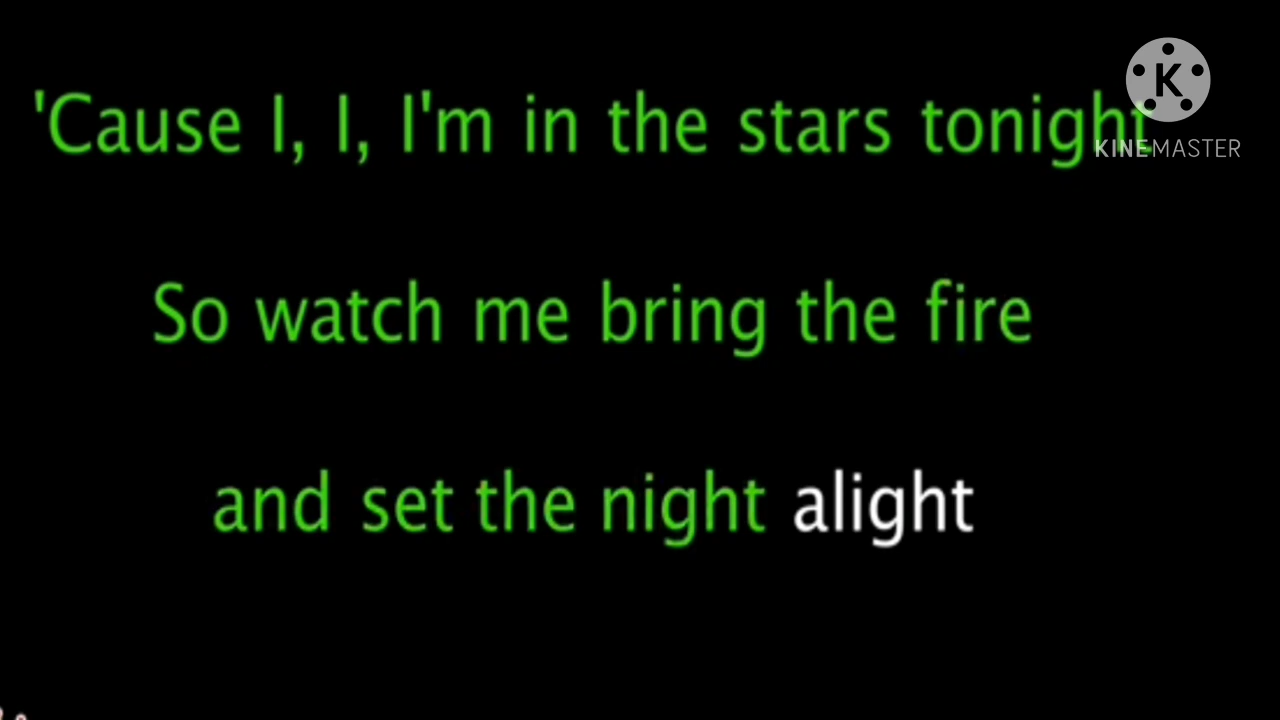 'Cause I, I, I'm in the stars tonight
KINEMASTER
So watch me bring the fire
and set the night alight